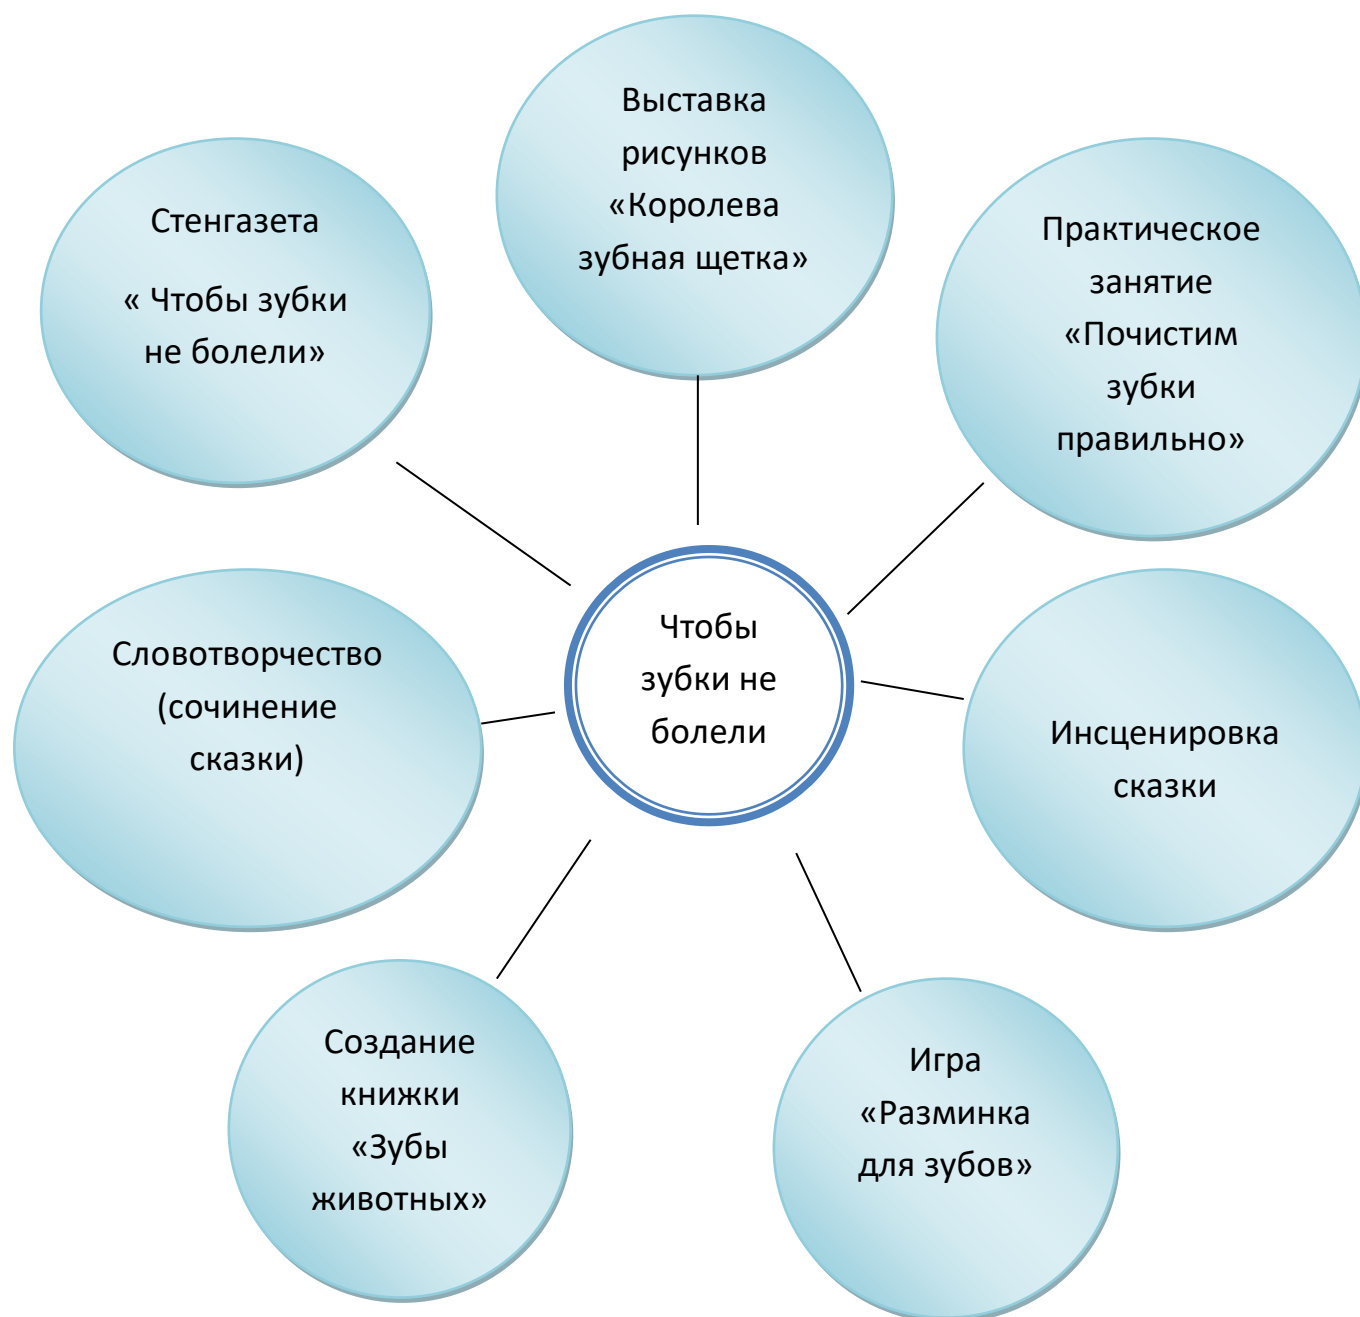 Выставка
рисунков
«Королева
зубная щетка»
Стенгазета
« Чтобы зубки
не болели»
Практическое
занятие
«Почистим
зубки
правильно»
Чтобы
зубки не
болели
Словотворчество
(сочинение
сказки)
Инсценировка
сказки
Создание
книжки
«Зубы
животных»
Игра
«Разминка
для зубов»